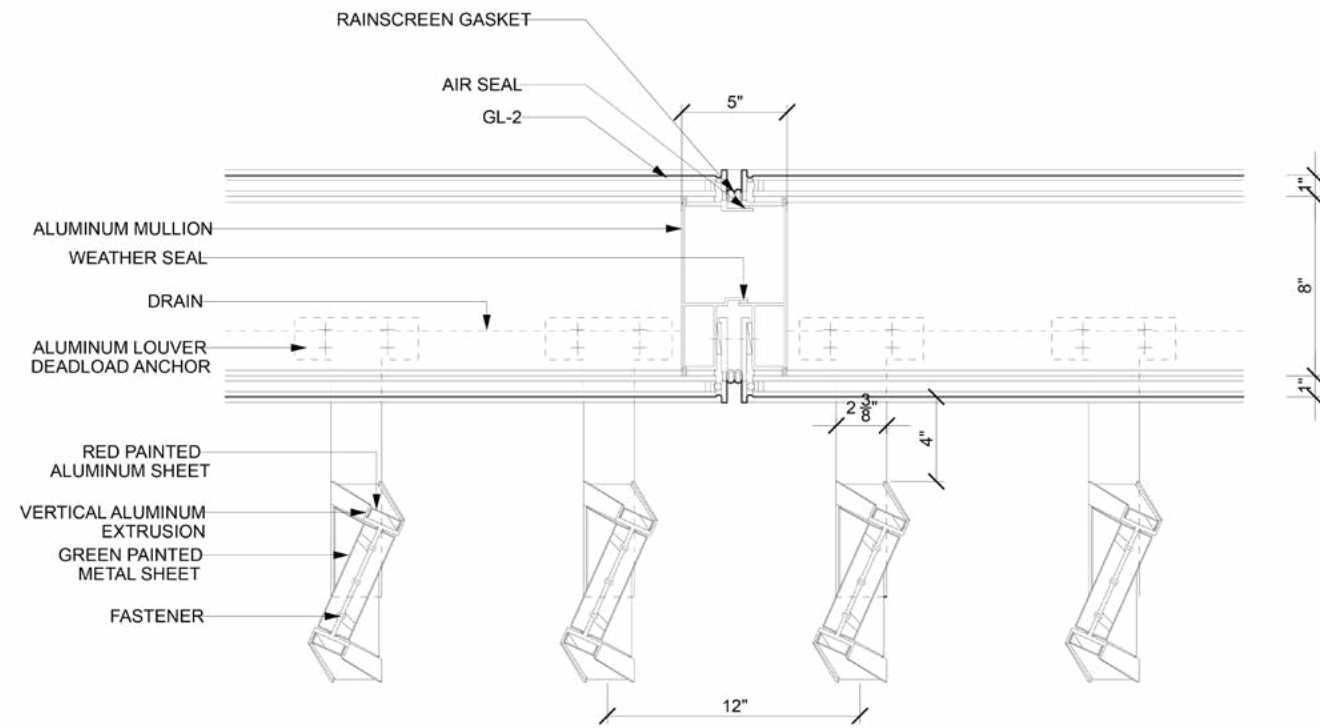 RAINSCREEN GASKET
AIR SEAL
5"
GL-2
1"
ALUMINUM MULLION
WEATHER SEAL
8"
DRAIN
ALUMINUM LOUVER
DEADLOAD ANCHOR
1"
2 3/8"
4"
RED PAINTED
ALUMINUM SHEET
VERTICAL ALUMINUM
EXTRUSION
GREEN PAINTED
METAL SHEET
FASTENER
12"